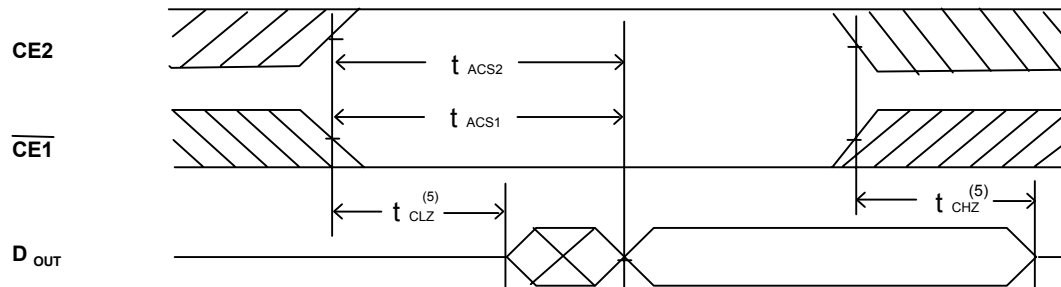 CE2
t ACS2
t ACS1
CE1
t CLZ (5)
t CHZ (5)
D OUT